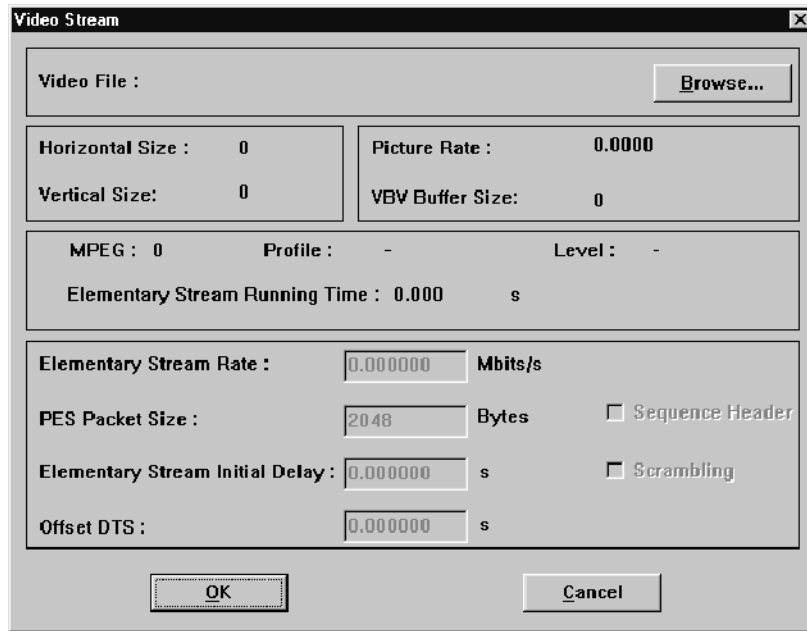 Video Stream
Video File :
Browse...
Horizontal Size : 0
Vertical Size: 0
Picture Rate : 0.0000
VBV Buffer Size: 0
MPEG : 0 Profile : - Level : -
Elementary Stream Running Time : 0.000 s
Elementary Stream Rate : 0.000000 Mbits/s
PES Packet Size : 2048 Bytes
Sequence Header
Elementary Stream Initial Delay : 0.000000 s
Scrambling
Offset DTS : 0.000000 s
OK
Cancel